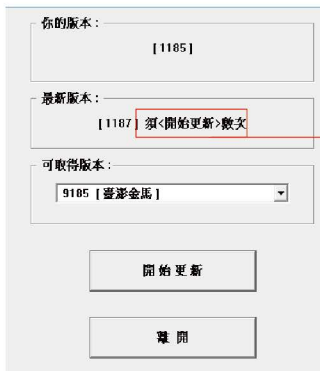 你的版本：
[1185]
最新版本：
[1187] 須<開始更新>數次
可取得版本：
9185 [臺澎金馬]
開始更新
離開